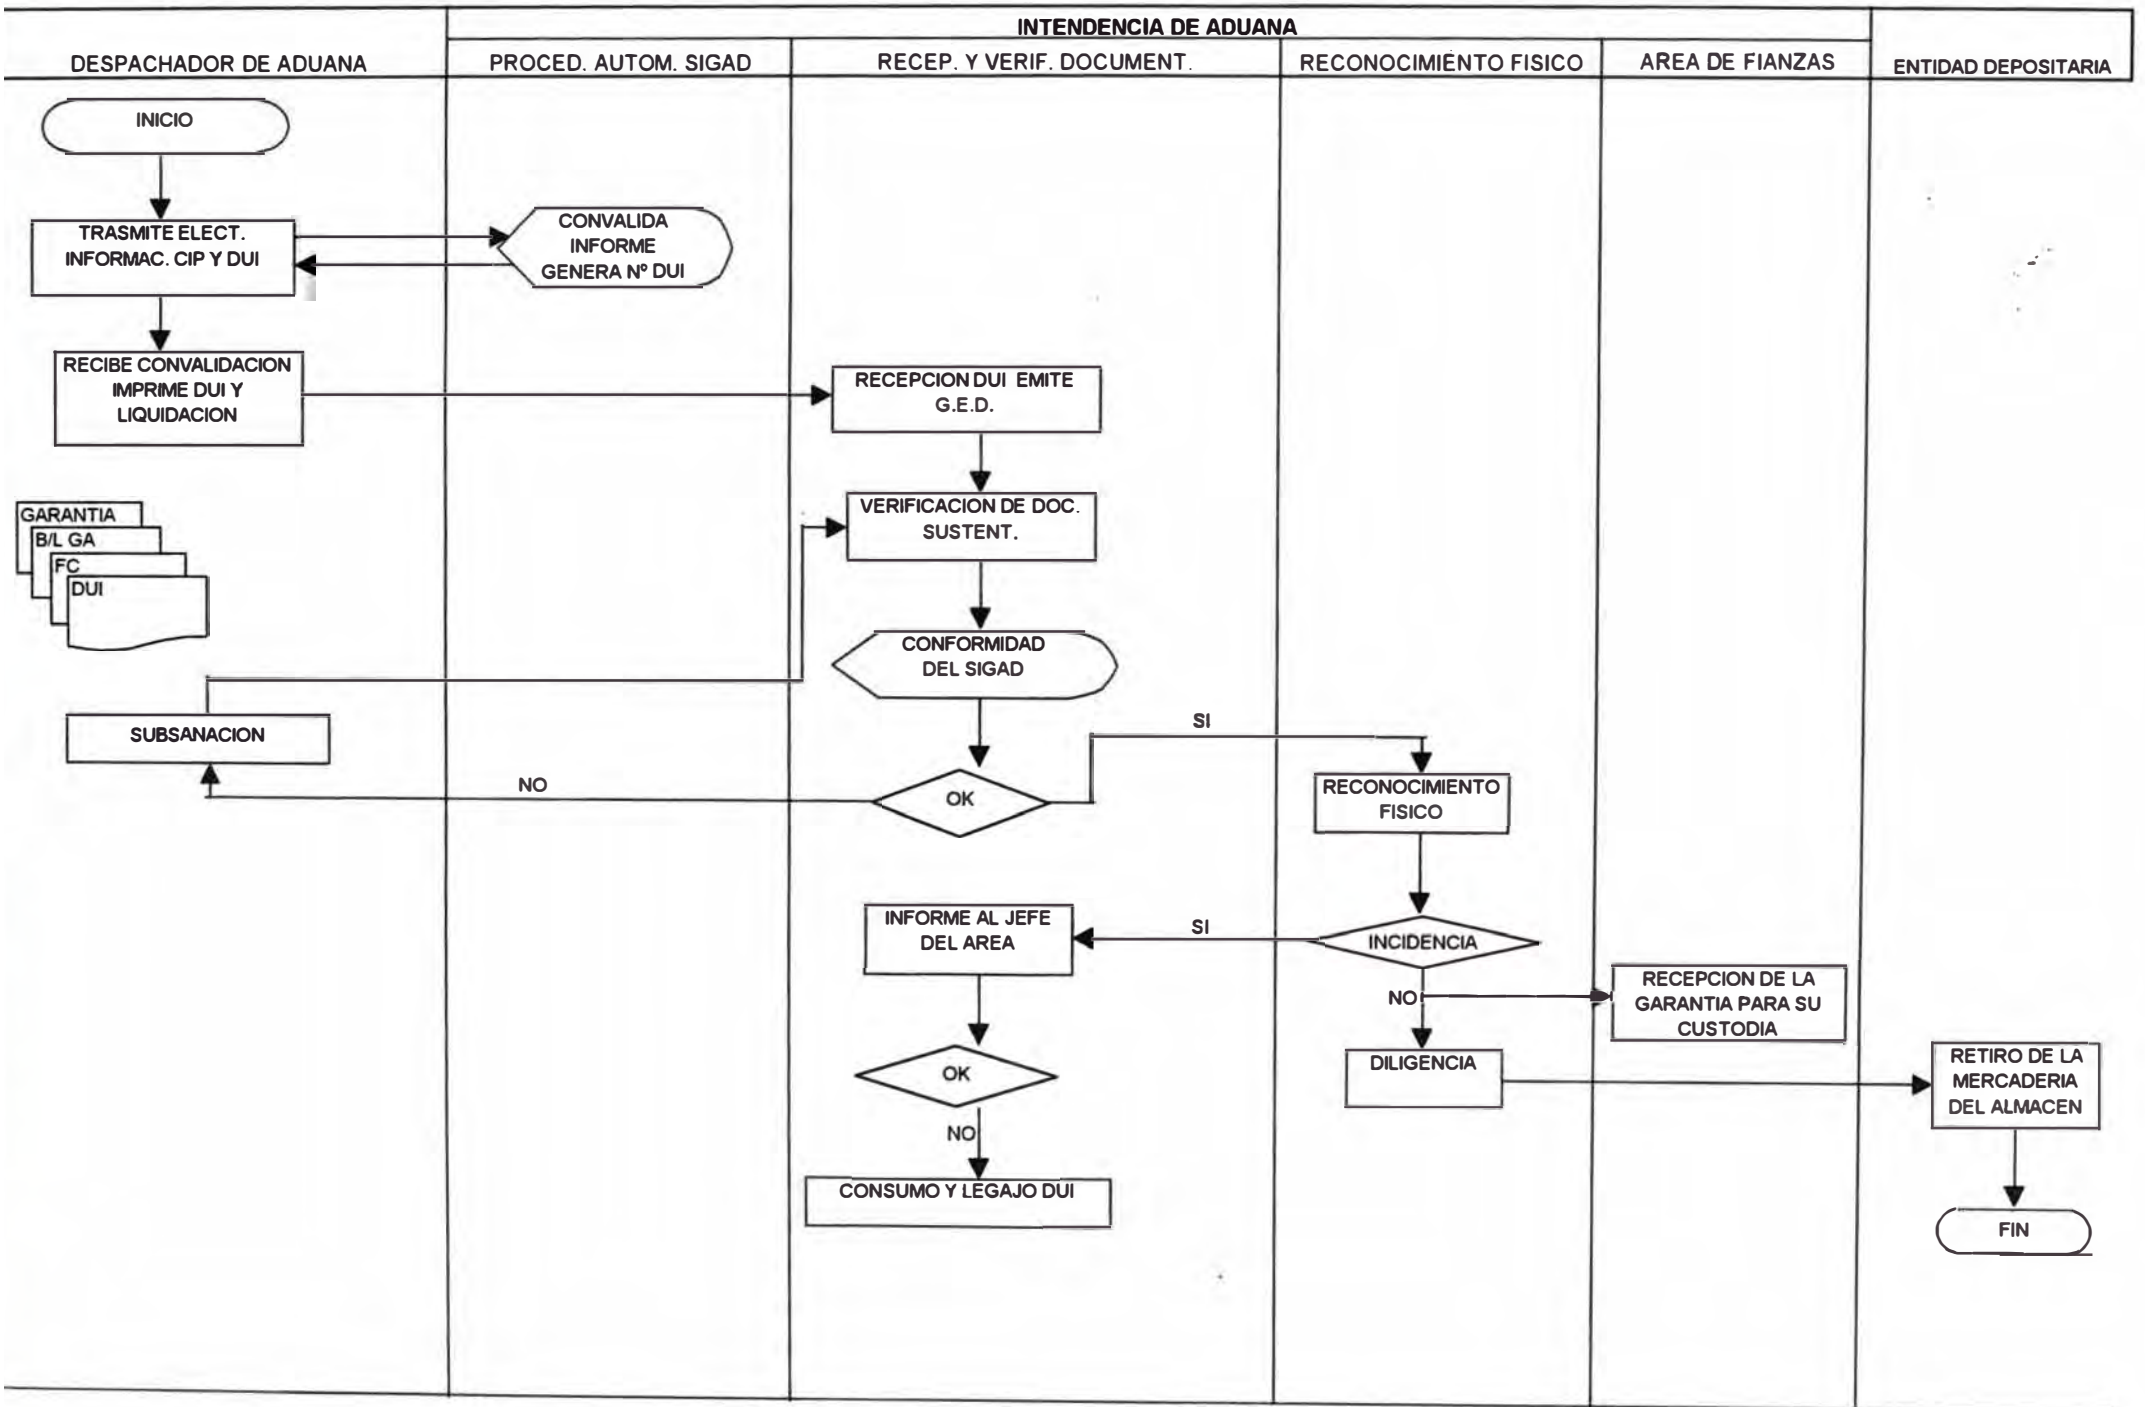 INTENDENCIA DE ADUANA
DESPACHADOR DE ADUANA
PROCED. AUTOM. SIGAD
RECEP. Y VERIF. DOCUMENT.
RECONOCIMIENTO FISICO
AREA DE FIANZAS
ENTIDAD DEPOSITARIA
INICIO
TRASMITE ELECT.
INFORMAC. CIP Y DUI
CONVALIDA
INFORME
GENERA Nº DUI
RECIBE CONVALIDACION
IMPRIME DUI Y
LIQUIDACION
RECEPCION DUI EMITE
G.E.D.
GARANTIA
B/L GA
FC
DUI
VERIFICACION DE DOC.
SUSTENT.
CONFORMIDAD
DEL SIGAD
SUBSANACION
SI
NO
OK
RECONOCIMIENTO
FISICO
INFORME AL JEFE
DEL AREA
SI
INCIDENCIA
NO
RECEPCION DE LA
GARANTIA PARA SU
CUSTODIA
OK
DILIGENCIA
RETIRO DE LA
MERCADERIA
DEL ALMACEN
NO
CONSUMO Y LEGAJO DUI
FIN